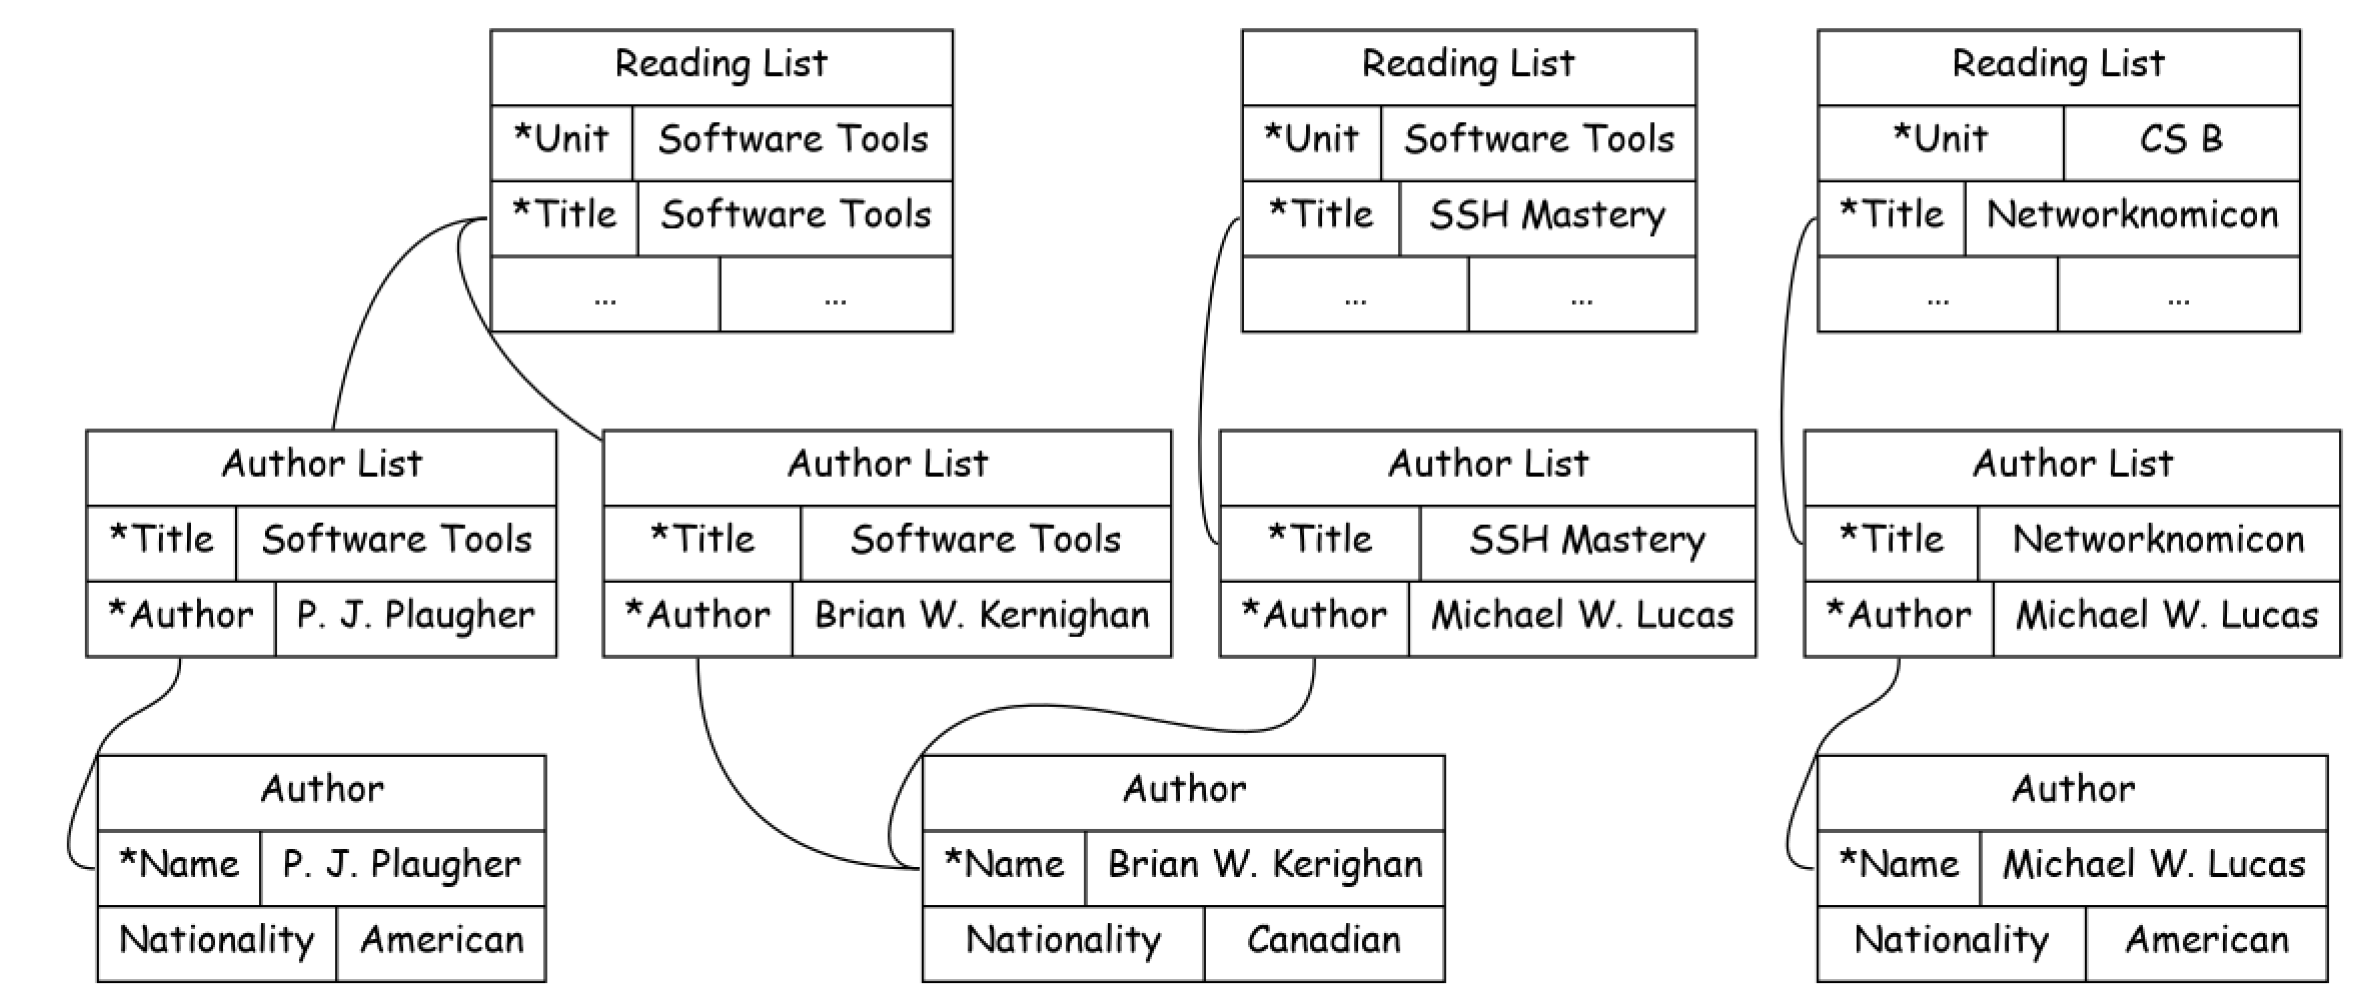 Reading List
*Unit Software Tools
*Title Software Tools
... ...
Reading List
*Unit Software Tools
*Title SSH Mastery
... ...
Reading List
*Unit CS B
*Title Networknomicon
... ...
Author List
*Title Software Tools
*Author P. J. Plaugher
Author List
*Title Software Tools
*Author Brian W. Kernighan
Author List
*Title SSH Mastery
*Author Michael W. Lucas
Author List
*Title Networknomicon
*Author Michael W. Lucas
Author
*Name P. J. Plaugher
Nationality American
Author
*Name Brian W. Kerighan
Nationality Canadian
Author
*Name Michael W. Lucas
Nationality American